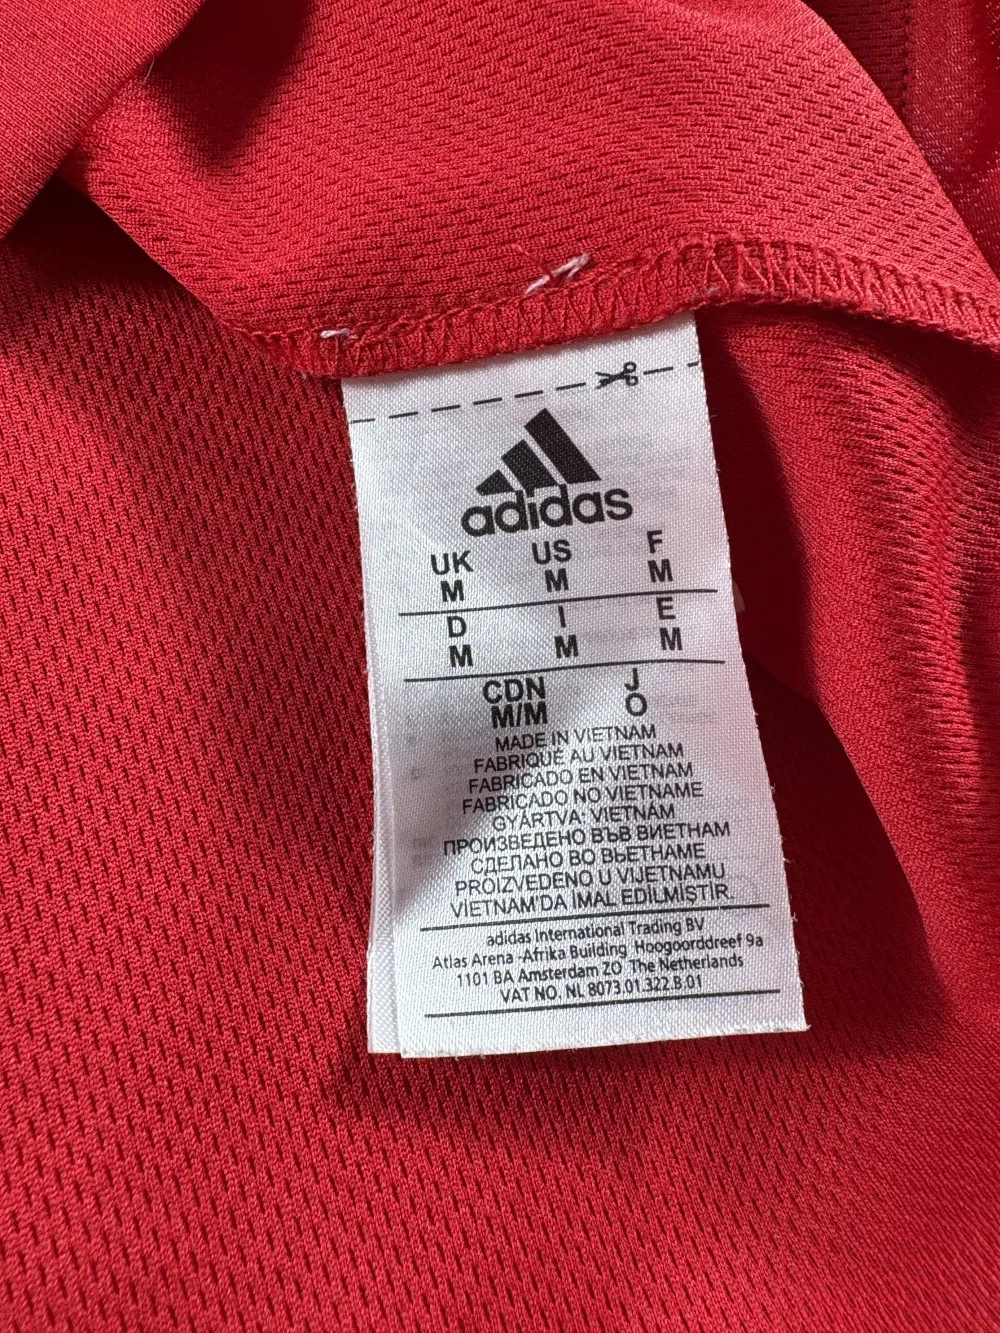 adidas
UK US F
M M M
D I E
M M M
CDN J
M/M O
MADE IN VIETNAM
FABRIQUÉ AU VIETNAM
FABRICADO EN VIETNAM
FABRICADO NO VIETNAME
GYÁRTVA: VIETNÁM
ПРОИЗВЕДЕНО ВЪВ ВИЕТНАМ
СДЕЛАНО ВО ВЬЕТНАМЕ
PROIZVEDENO U VIJETNAMU
VIETNAM'DA İMAL EDİLMİŞTİR.
adidas International Trading BV
Atlas Arena -Afrika Building Hoogoorddreef 9a
1101 BA Amsterdam ZO The Netherlands
VAT NO. NL 8073.01.322.B.01